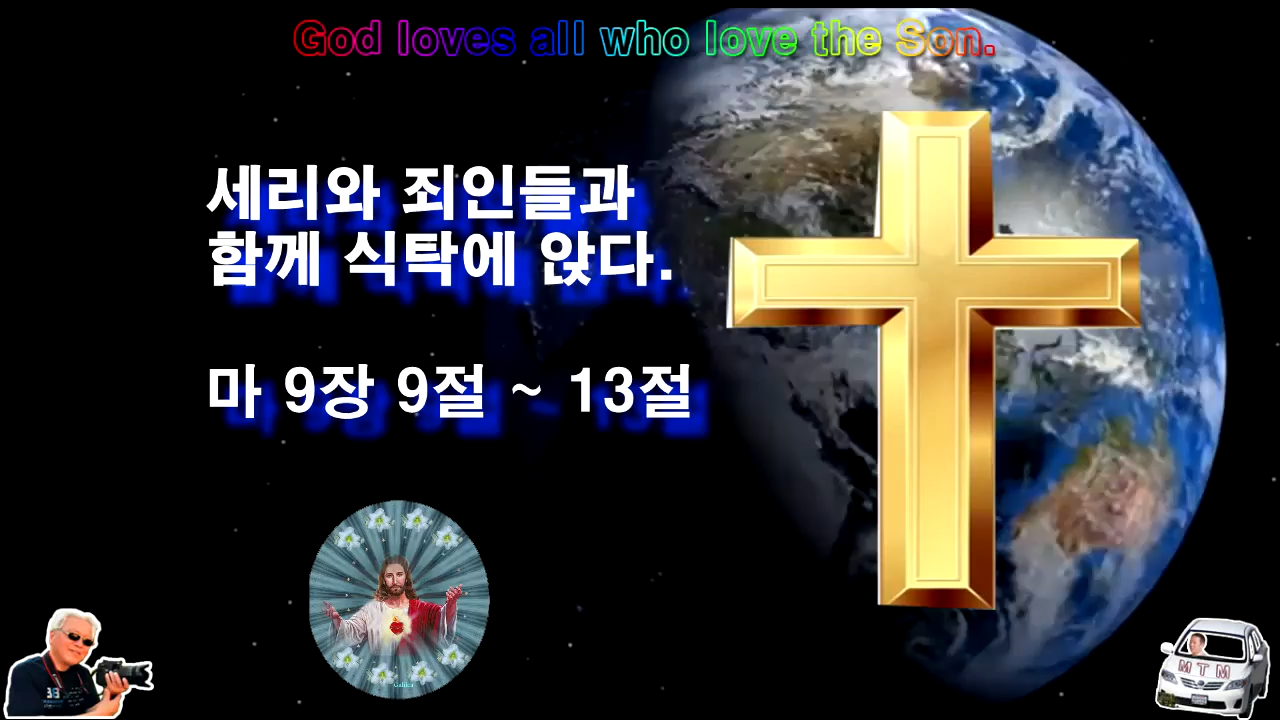 God loves all who love the Son.
세리와 죄인들과
함께 식탁에 앉다.
마 9장 9절 ~ 13절
Galilea
M T M